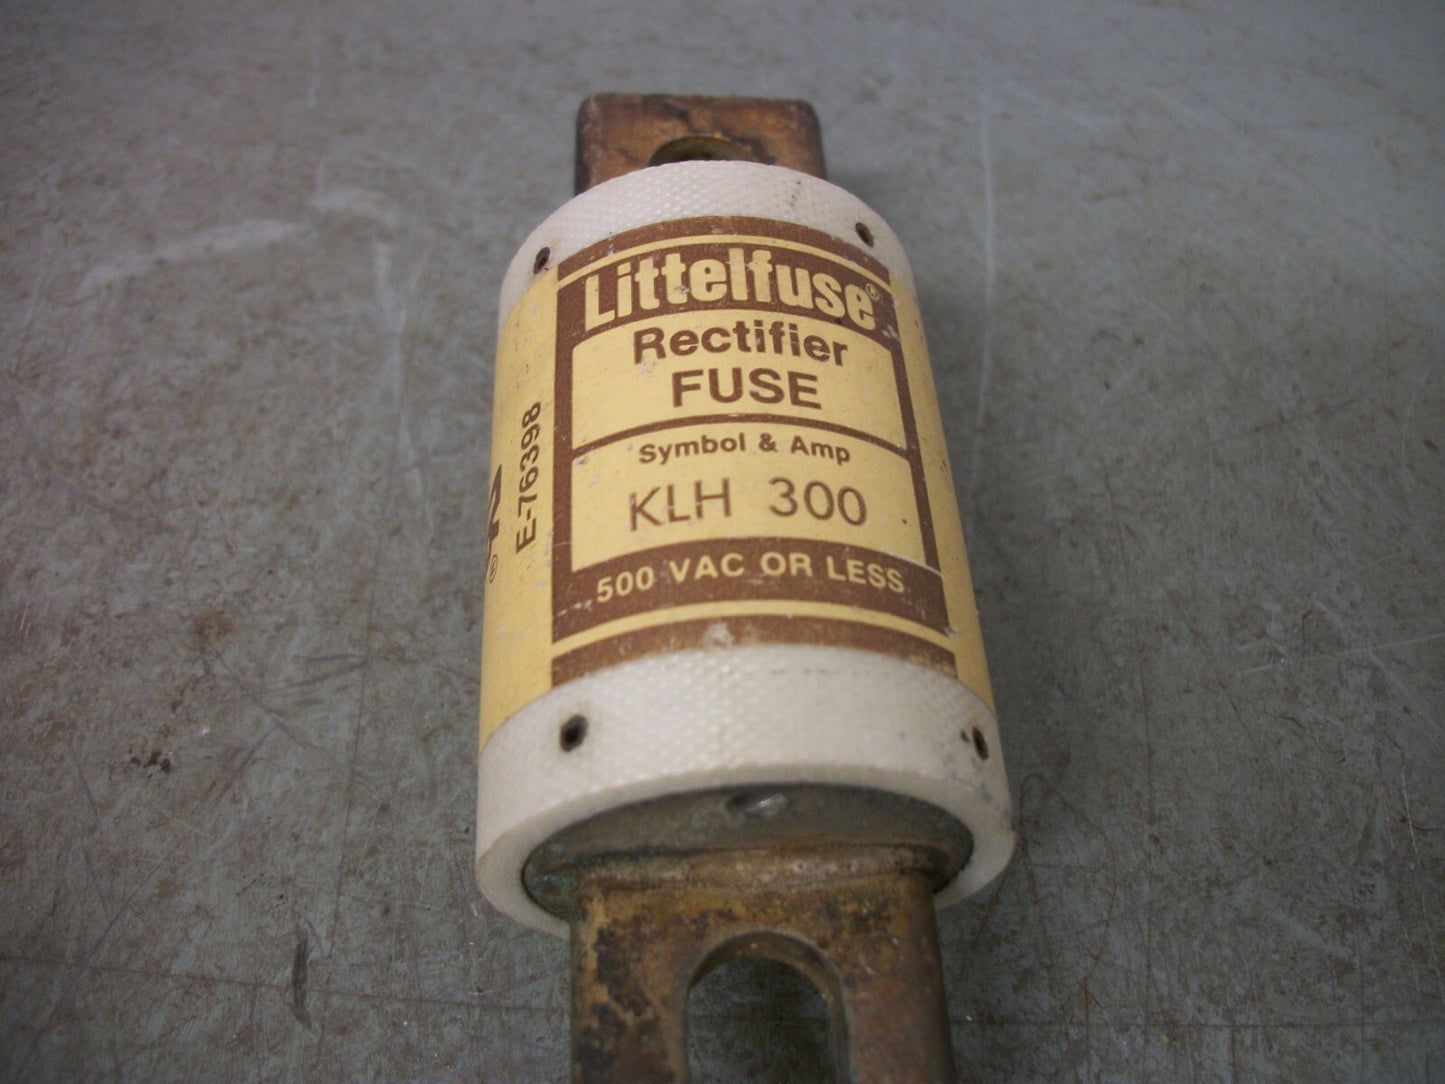 Littelfuse®
Rectifier
FUSE
Symbol & Amp
KLH 300
500 VAC OR LESS
E-76398
®